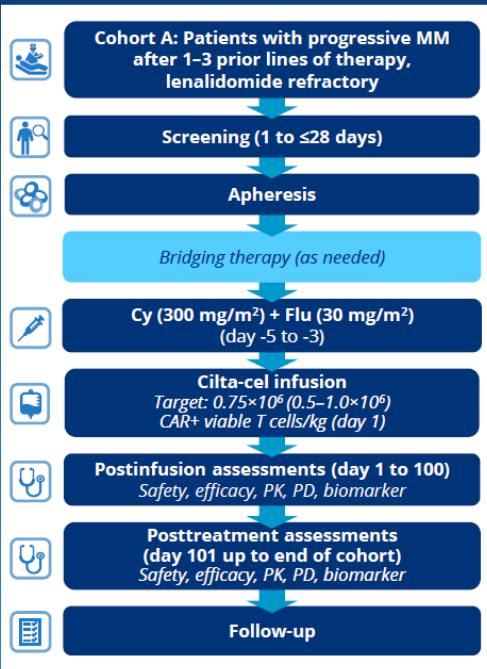 Cohort A: Patients with progressive MM
after 1–3 prior lines of therapy,
lenalidomide refractory
Screening (1 to ≤28 days)
Apheresis
Bridging therapy (as needed)
Cy (300 mg/m²) + Flu (30 mg/m²)
(day -5 to -3)
Cilta-cel infusion
Target: 0.75×10⁶ (0.5–1.0×10⁶)
CAR+ viable T cells/kg (day 1)
Postinfusion assessments (day 1 to 100)
Safety, efficacy, PK, PD, biomarker
Posttreatment assessments
(day 101 up to end of cohort)
Safety, efficacy, PK, PD, biomarker
Follow-up